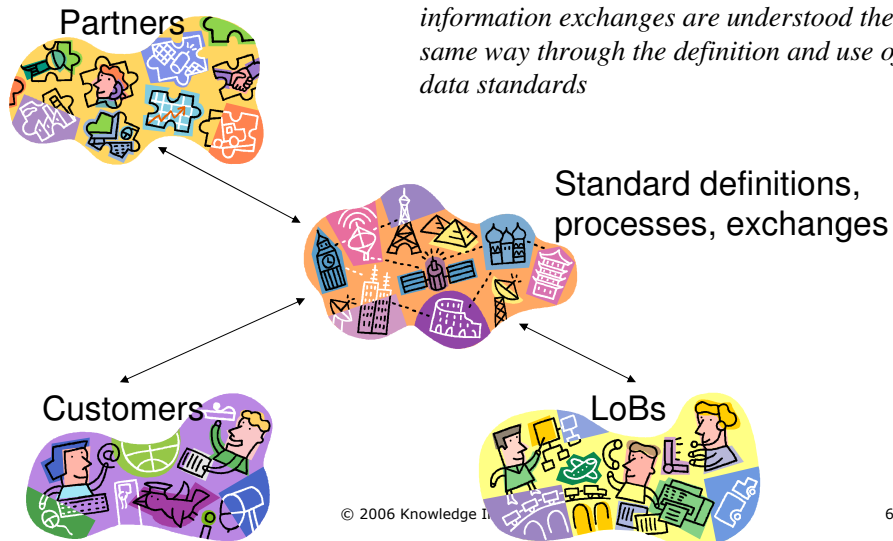 Partners
information exchanges are understood the
same way through the definition and use
data standards
Standard definitions,
processes, exchanges
Customers
LoBs
© 2006 Knowledge
6